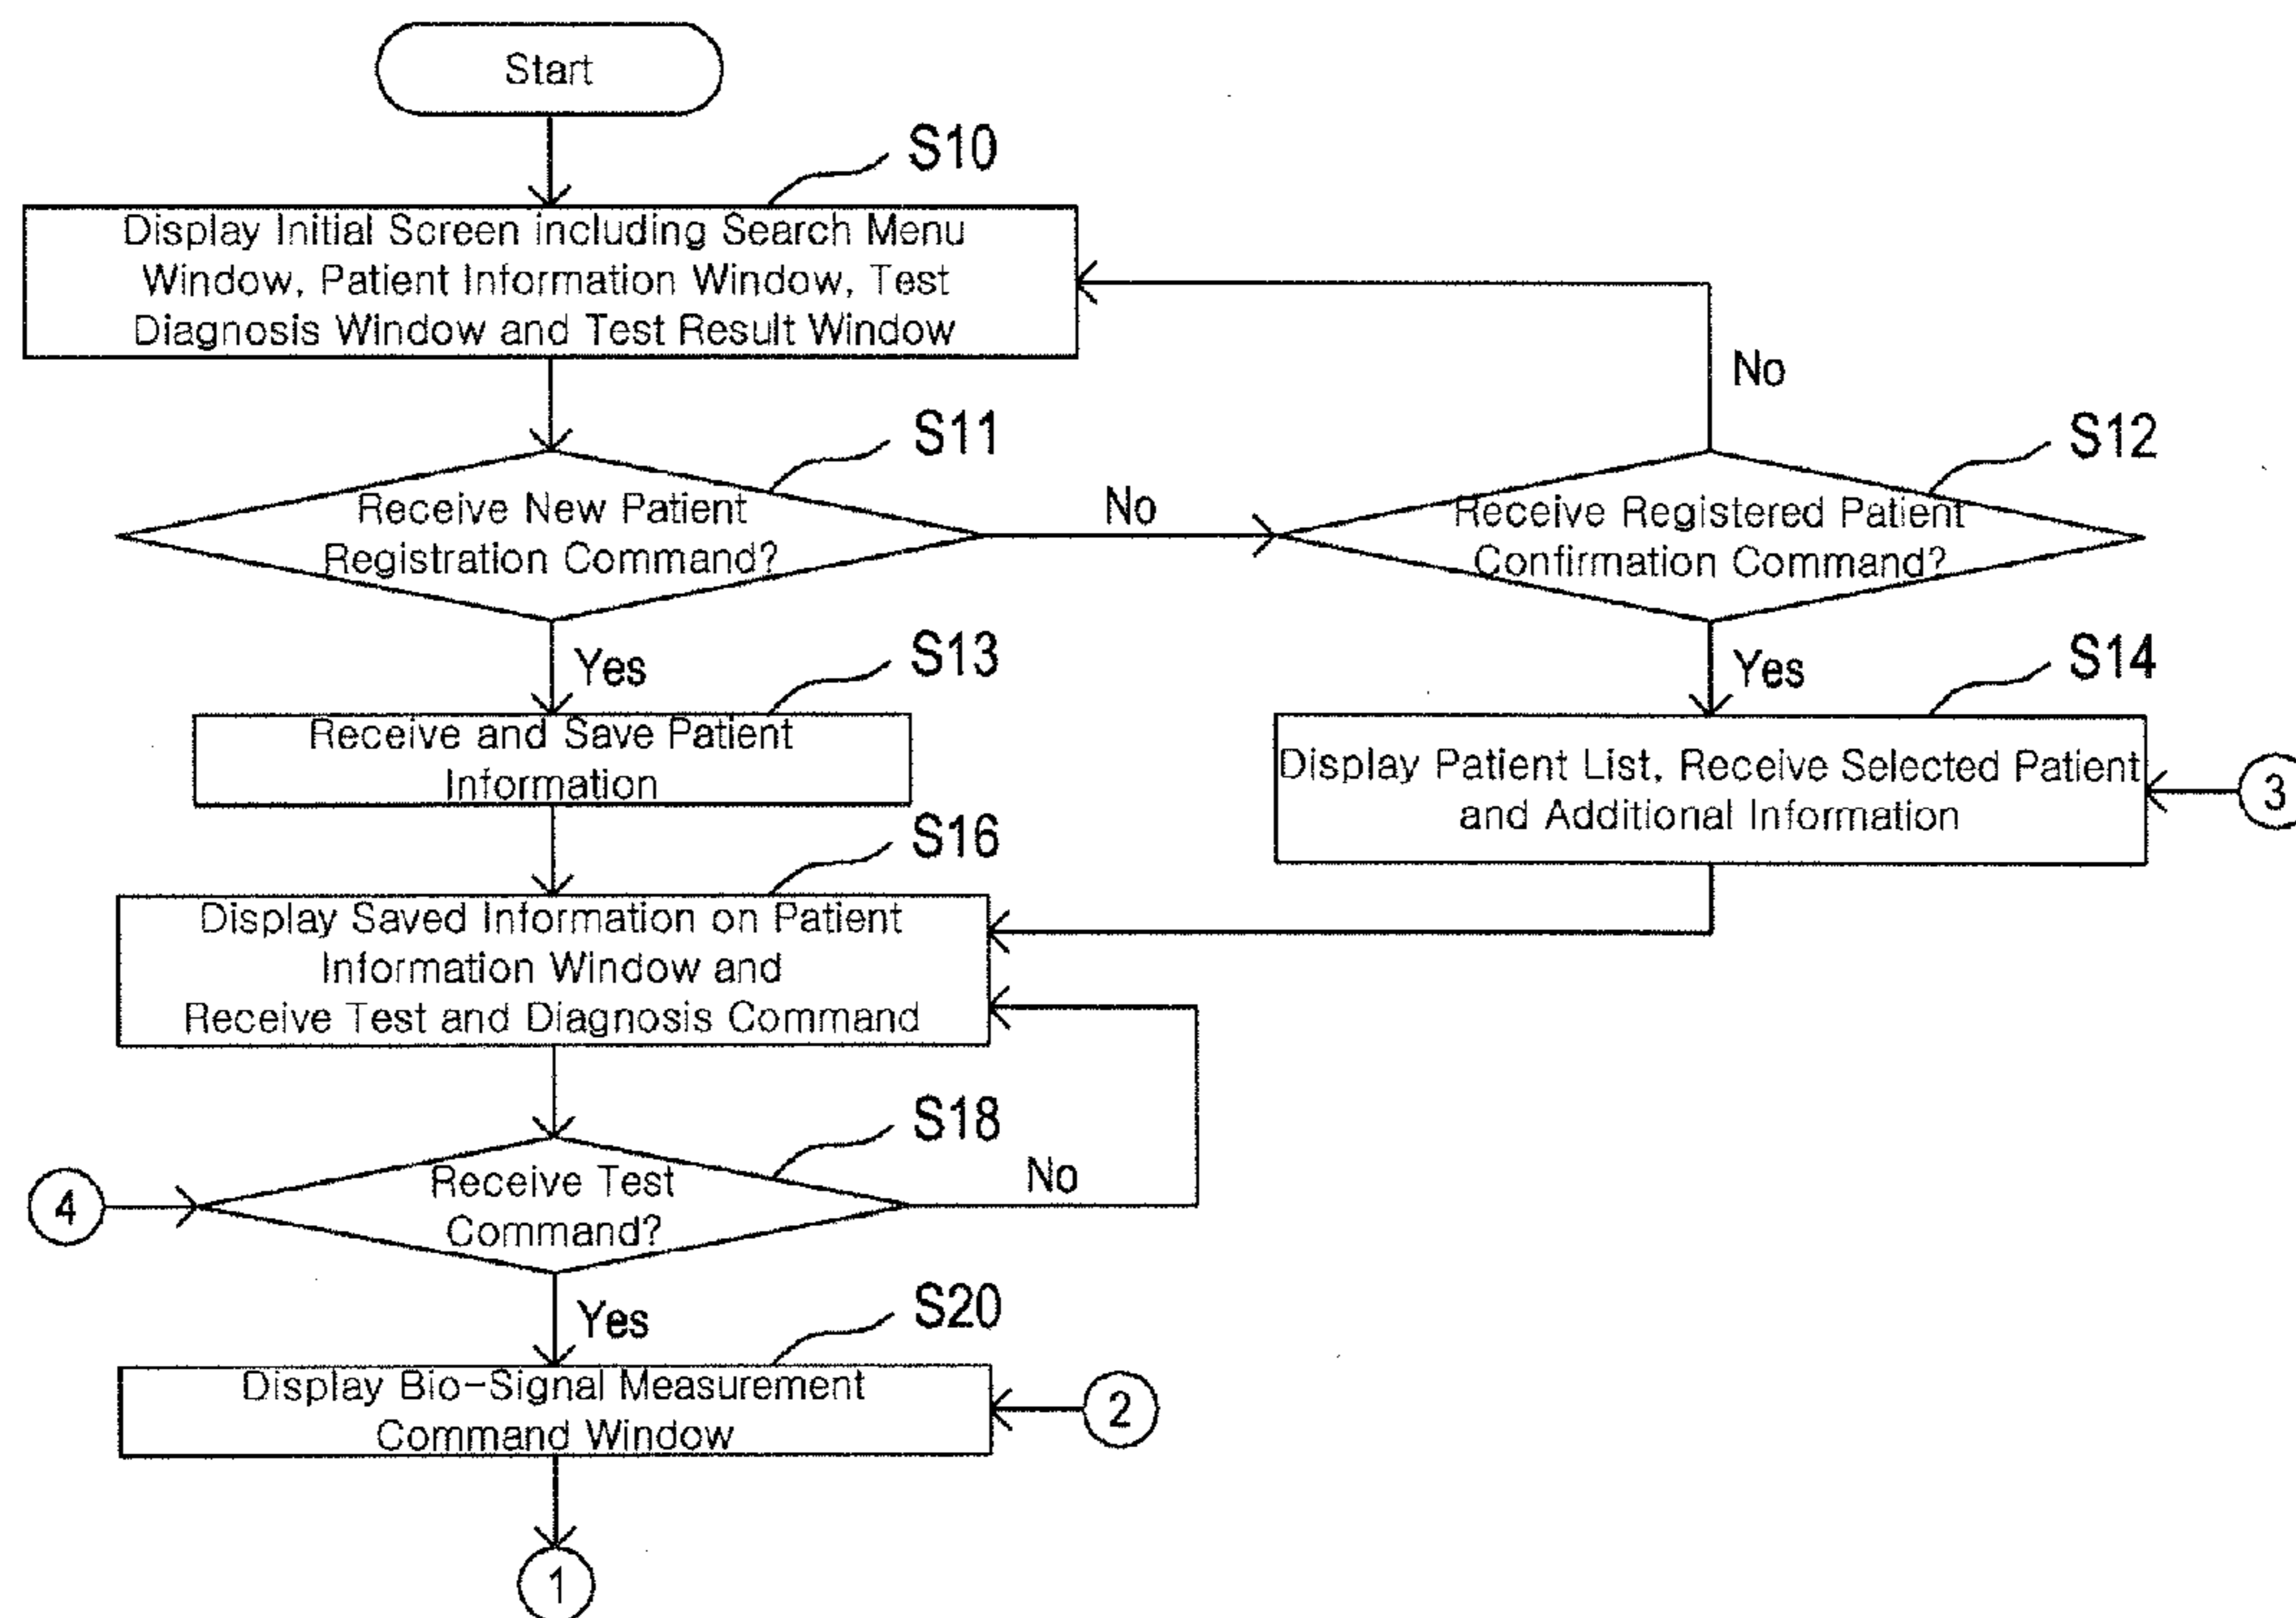 Start
S10
Display Initial Screen including Search Menu
Window, Patient Information Window, Test
Diagnosis Window and Test Result Window
No
S11
S12
Receive New Patient
Registration Command?
No
Receive Registered Patient
Confirmation Command?
Yes
S13
Yes
S14
Receive and Save Patient
Information
Display Patient List, Receive Selected Patient
and Additional Information
3
S16
Display Saved Information on Patient
Information Window and
Receive Test and Diagnosis Command
S18
4
Receive Test
Command?
No
Yes
S20
Display Bio-Signal Measurement
Command Window
2
1